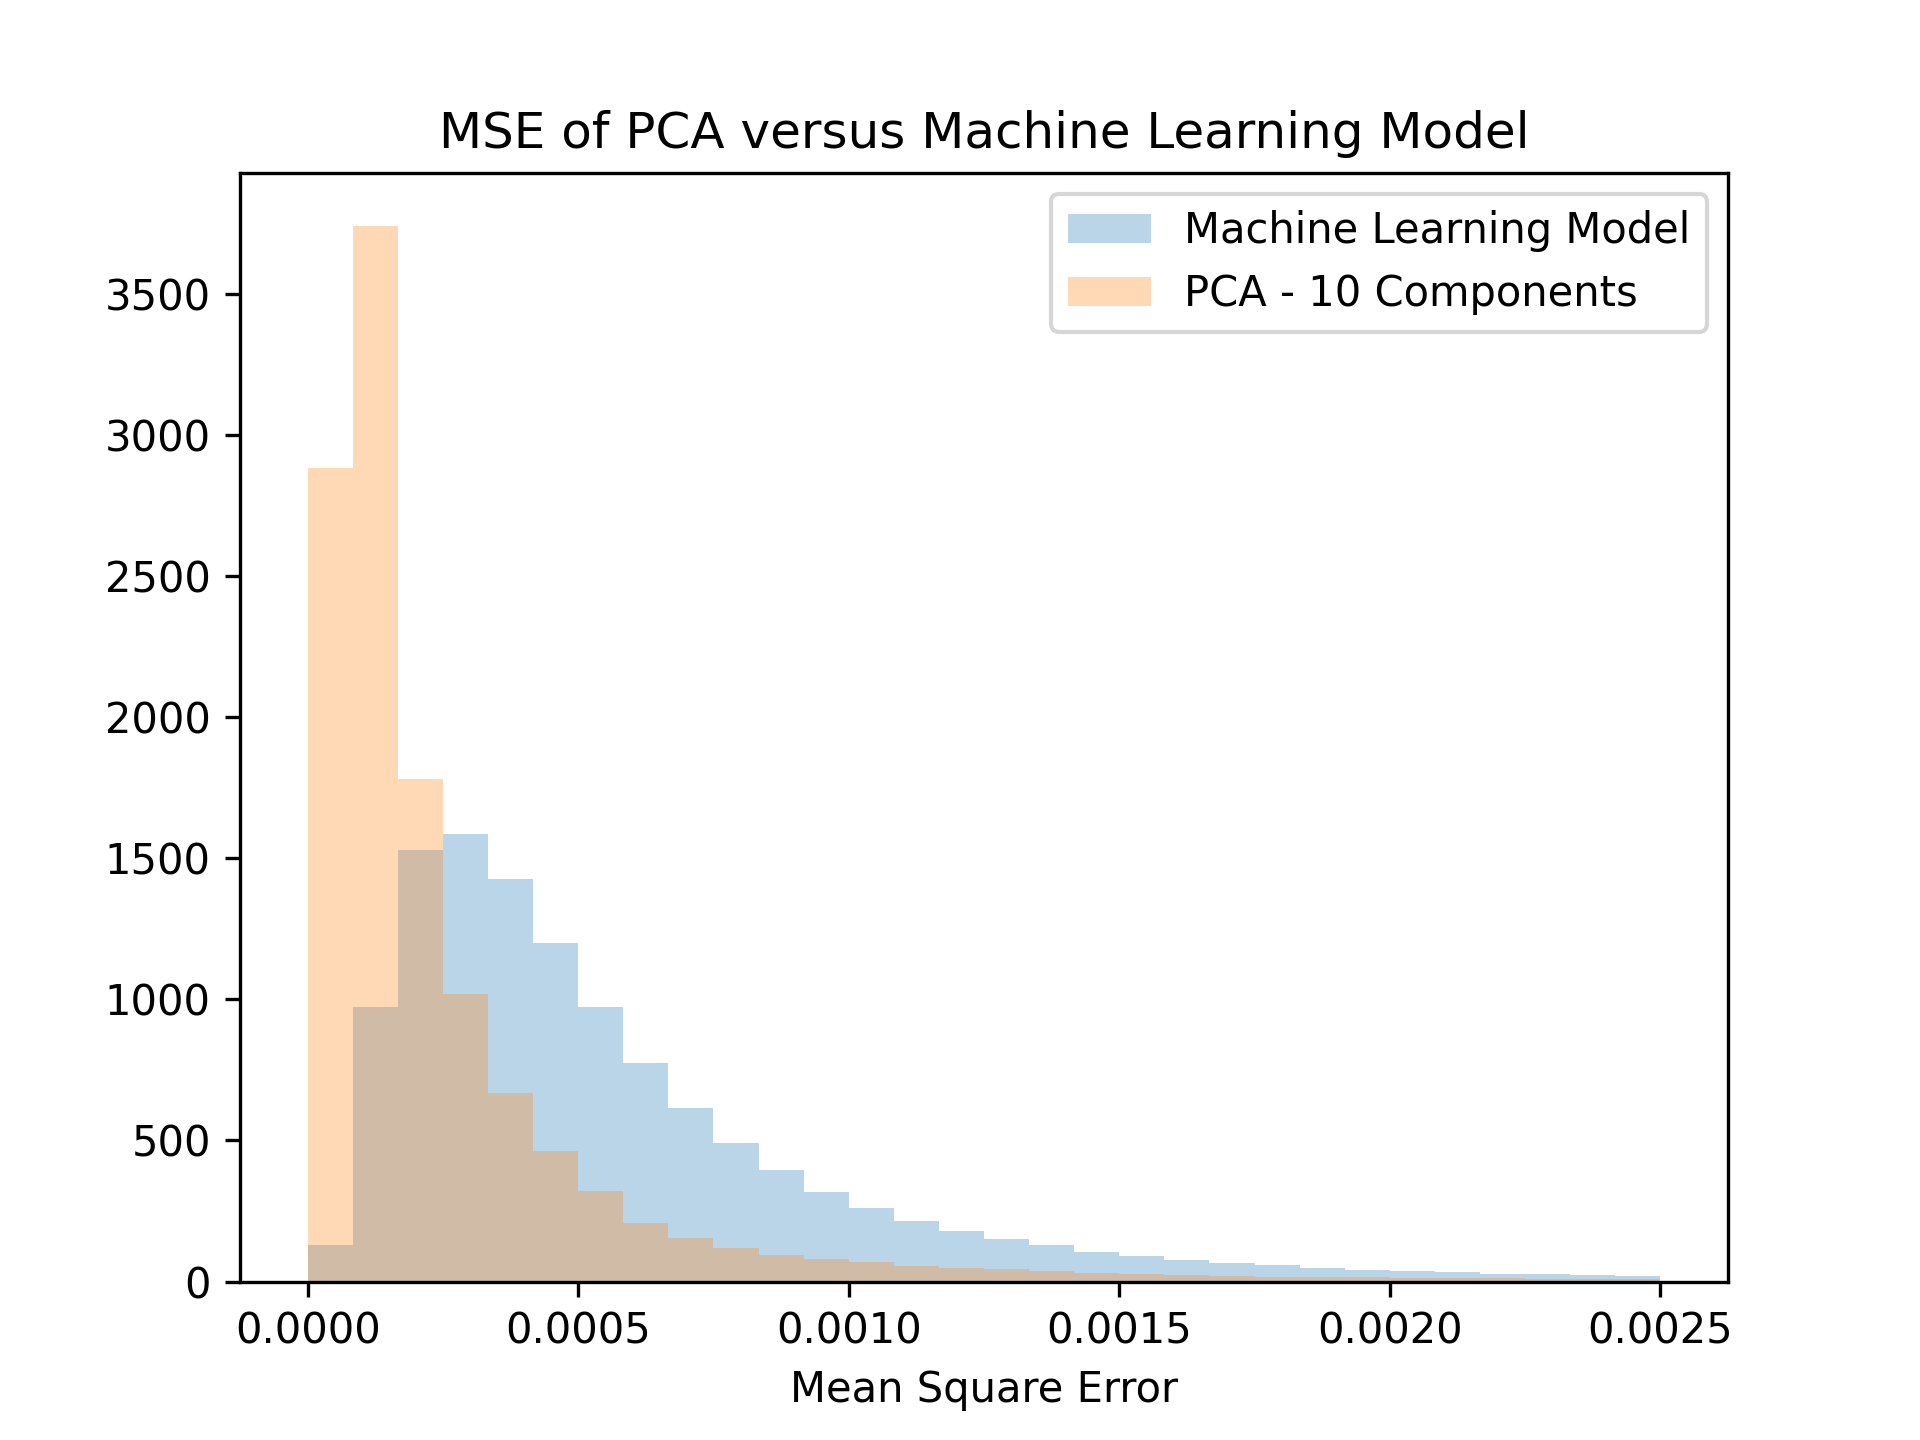 MSE of PCA versus Machine Learning Model
Machine Learning Model
PCA - 10 Components
3500
3000
2500
2000
1500
1000
500
0
0.0000 0.0005 0.0010 0.0015 0.0020 0.0025
Mean Square Error